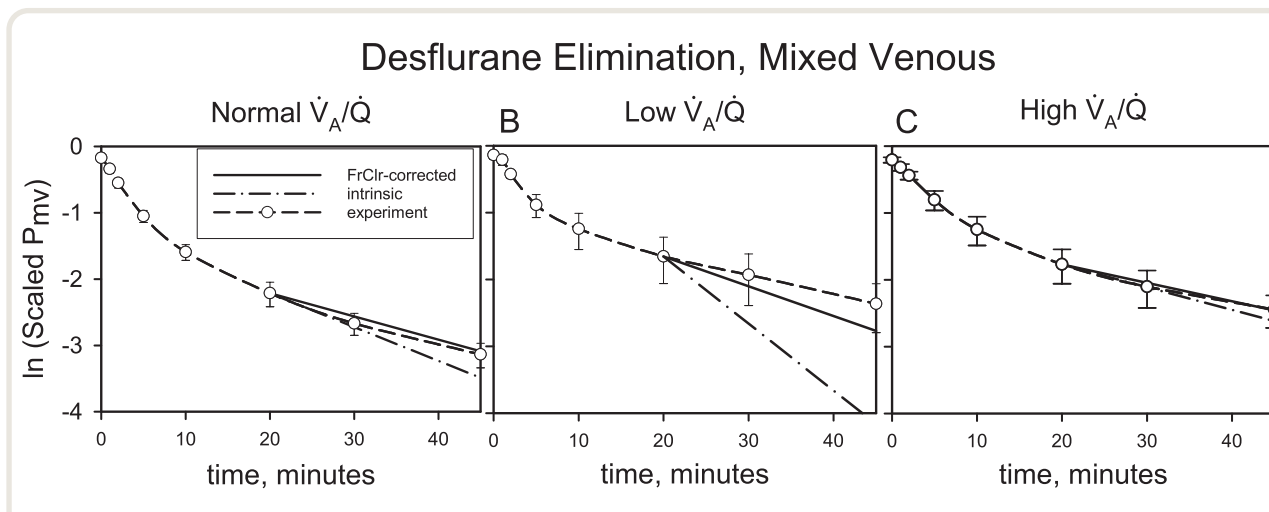 Desflurane Elimination, Mixed Venous
Normal V̇A/Q̇
B
Low V̇A/Q̇
C
High V̇A/Q̇
ln (Scaled Pmv)
0
-1
-2
-3
-4
FrClr-corrected
intrinsic
experiment
0 10 20 30 40
0 10 20 30 40
0 10 20 30 40
time, minutes
time, minutes
time, minutes